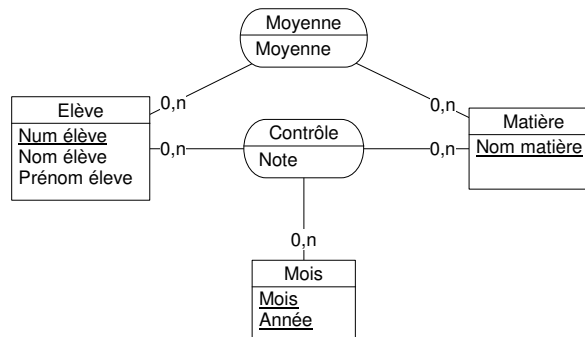 Moyenne
Moyenne
0,n
0,n
Elève
Num élève
Nom élève
Prénom éleve
0,n
Contrôle
Note
0,n
Matière
Nom matière
0,n
Mois
Mois
Année